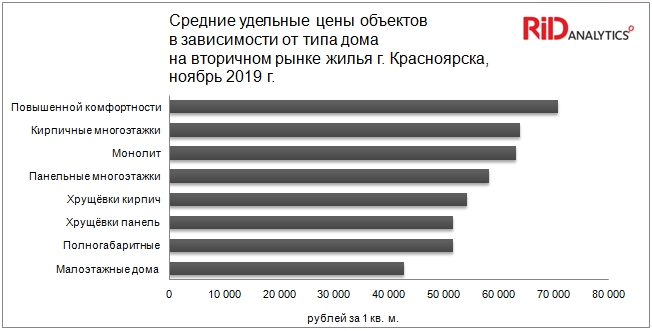 Средние удельные цены объектов
в зависимости от типа дома
на вторичном рынке жилья г. Красноярска,
ноябрь 2019 г.
RID ANALYTICS
Повышенной комфортности
Кирпичные многоэтажки
Монолит
Панельные многоэтажки
Хрущёвки кирпич
Хрущёвки панель
Полногабаритные
Малоэтажные дома
0 10 000 20 000 30 000 40 000 50 000 60 000 70 000 80 000
рублей за 1 кв. м.